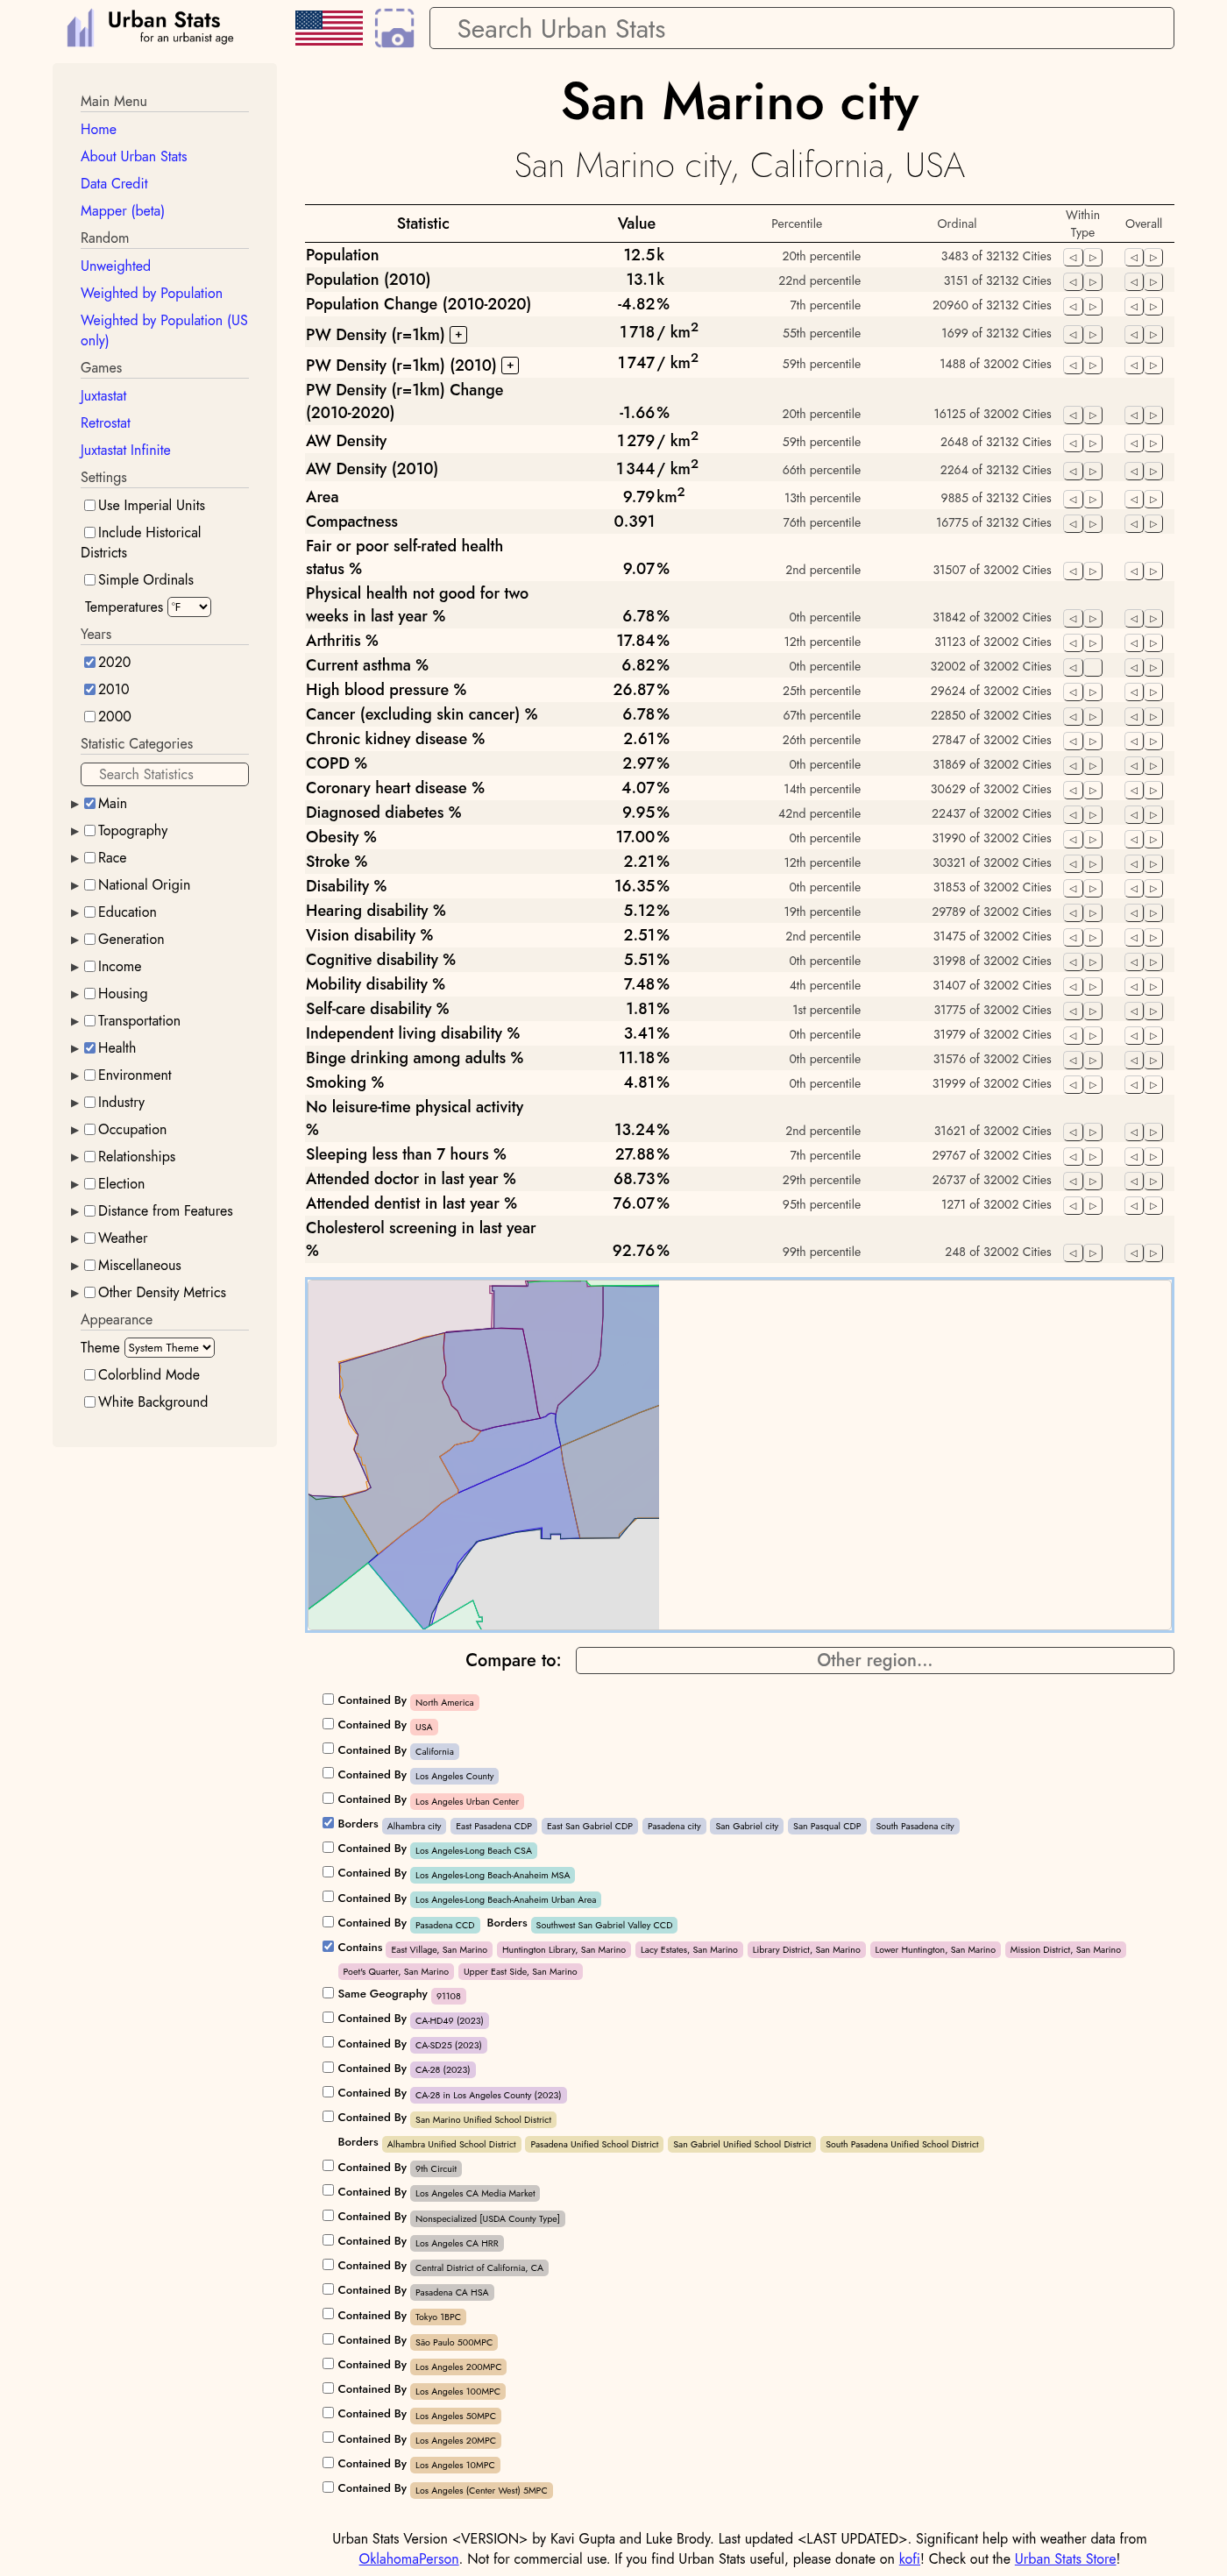 Urban Stats
for an urbanist age
Search Urban Stats
Main Menu
Home
About Urban Stats
Data Credit
Mapper (beta)
Random
Unweighted
Weighted by Population
Weighted by Population (US
only)
Games
Juxtastat
Retrostat
Juxtastat Infinite
Settings
Use Imperial Units
Include Historical
Districts
Simple Ordinals
Temperatures °F
Years
2020
2010
2000
Statistic Categories
Search Statistics
Main
Topography
Race
National Origin
Education
Generation
Income
Housing
Transportation
Health
Environment
Industry
Occupation
Relationships
Election
Distance from Features
Weather
Miscellaneous
Other Density Metrics
Appearance
Theme System Theme
Colorblind Mode
White Background
San Marino city
San Marino city, California, USA
Statistic Value Percentile Ordinal Within Type Overall
Population 12.5k 20th percentile 3483 of 32132 Cities
Population (2010) 13.1k 22nd percentile 3151 of 32132 Cities
Population Change (2010-2020) -4.82% 7th percentile 20960 of 32132 Cities
PW Density (r=1km) + 1 718 / km2 55th percentile 1699 of 32132 Cities
PW Density (r=1km) (2010) + 1 747 / km2 59th percentile 1488 of 32132 Cities
PW Density (r=1km) Change
(2010-2020) -1.66% 20th percentile 16125 of 32002 Cities
AW Density 1 279 / km2 59th percentile 2648 of 32132 Cities
AW Density (2010) 1 344 / km2 66th percentile 2264 of 32132 Cities
Area 9.79 km2 13th percentile 9885 of 32132 Cities
Compactness 0.391 76th percentile 16775 of 32132 Cities
Fair or poor self-rated health
status % 9.07% 2nd percentile 31507 of 32002 Cities
Physical health not good for two
weeks in last year % 6.78% 0th percentile 31842 of 32002 Cities
Arthritis % 17.84% 12th percentile 31123 of 32002 Cities
Current asthma % 6.82% 0th percentile 32002 of 32002 Cities
High blood pressure % 26.87% 25th percentile 29624 of 32002 Cities
Cancer (excluding skin cancer) % 6.78% 67th percentile 22850 of 32002 Cities
Chronic kidney disease % 2.61% 26th percentile 27847 of 32002 Cities
COPD % 2.97% 0th percentile 31869 of 32002 Cities
Coronary heart disease % 4.07% 14th percentile 30629 of 32002 Cities
Diagnosed diabetes % 9.95% 42nd percentile 22437 of 32002 Cities
Obesity % 17.00% 0th percentile 31990 of 32002 Cities
Stroke % 2.21% 12th percentile 30321 of 32002 Cities
Disability % 16.35% 0th percentile 31853 of 32002 Cities
Hearing disability % 5.12% 19th percentile 29789 of 32002 Cities
Vision disability % 2.51% 2nd percentile 31475 of 32002 Cities
Cognitive disability % 5.51% 0th percentile 31998 of 32002 Cities
Mobility disability % 7.48% 4th percentile 31407 of 32002 Cities
Self-care disability % 1.81% 1st percentile 31775 of 32002 Cities
Independent living disability % 3.41% 0th percentile 31979 of 32002 Cities
Binge drinking among adults % 11.18% 0th percentile 31576 of 32002 Cities
Smoking % 4.81% 0th percentile 31999 of 32002 Cities
No leisure-time physical activity
% 13.24% 2nd percentile 31621 of 32002 Cities
Sleeping less than 7 hours % 27.88% 7th percentile 29767 of 32002 Cities
Attended doctor in last year % 68.73% 29th percentile 26737 of 32002 Cities
Attended dentist in last year % 76.07% 95th percentile 1271 of 32002 Cities
Cholesterol screening in last year
% 92.76% 99th percentile 248 of 32002 Cities
Compare to: Other region...
Contained By North America
Contained By USA
Contained By California
Contained By Los Angeles County
Contained By Los Angeles Urban Center
Borders Alhambra city East Pasadena CDP East San Gabriel CDP Pasadena city San Gabriel city San Pasqual CDP South Pasadena city
Contained By Los Angeles-Long Beach CSA
Contained By Los Angeles-Long Beach-Anaheim MSA
Contained By Los Angeles-Long Beach-Anaheim Urban Area
Contained By Pasadena CCD Borders Southwest San Gabriel Valley CCD
Contains East Village, San Marino Huntington Library, San Marino Lacy Estates, San Marino Library District, San Marino Lower Huntington, San Marino Mission District, San Marino
Poet's Quarter, San Marino Upper East Side, San Marino
Same Geography 91108
Contained By CA-HD49 (2023)
Contained By CA-SD25 (2023)
Contained By CA-28 (2023)
Contained By CA-28 in Los Angeles County (2023)
Contained By San Marino Unified School District
Borders Alhambra Unified School District Pasadena Unified School District San Gabriel Unified School District South Pasadena Unified School District
Contained By 9th Circuit
Contained By Los Angeles CA Media Market
Contained By Nonspecialized [USDA County Type]
Contained By Los Angeles CA HRR
Contained By Central District of California, CA
Contained By Pasadena CA HSA
Contained By Tokyo 1BPC
Contained By São Paulo 500MPC
Contained By Los Angeles 200MPC
Contained By Los Angeles 100MPC
Contained By Los Angeles 50MPC
Contained By Los Angeles 20MPC
Contained By Los Angeles 10MPC
Contained By Los Angeles (Center West) 5MPC
Urban Stats Version <VERSION> by Kavi Gupta and Luke Brody. Last updated <LAST UPDATED>. Significant help with weather data from
OklahomaPerson. Not for commercial use. If you find Urban Stats useful, please donate on kofi! Check out the Urban Stats Store!